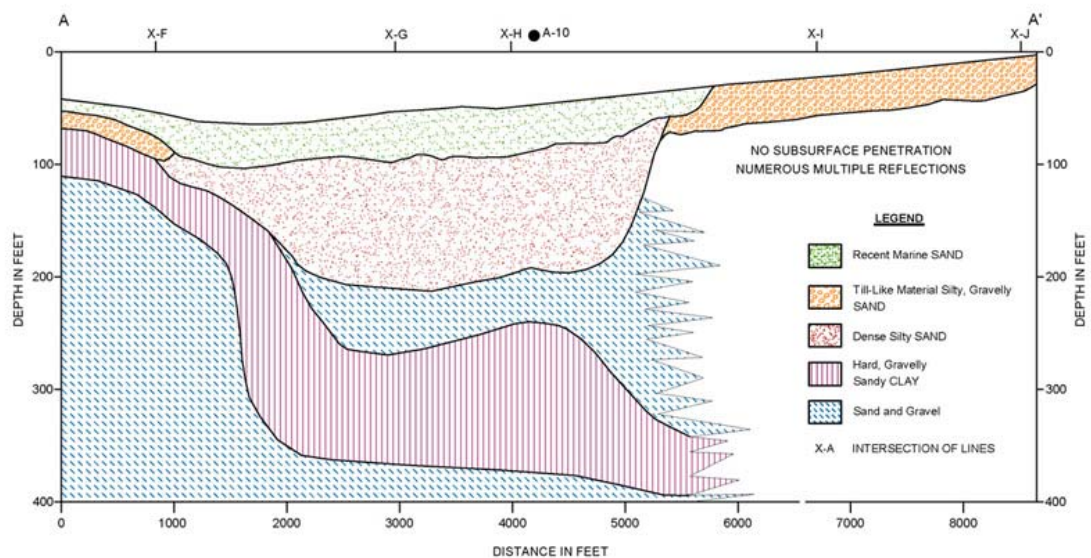 A
A'
X-F
X-G
X-H
A-10
X-I
X-J
0
100
200
300
400
DEPTH IN FEET
0
100
200
300
400
DEPTH IN FEET
NO SUBSURFACE PENETRATION
NUMEROUS MULTIPLE REFLECTIONS
LEGEND
Recent Marine SAND
Till-Like Material Silty, Gravelly
SAND
Dense Silty SAND
Hard, Gravelly
Sandy CLAY
Sand and Gravel
X-A INTERSECTION OF LINES
0 1000 2000 3000 4000 5000 6000 7000 8000
DISTANCE IN FEET